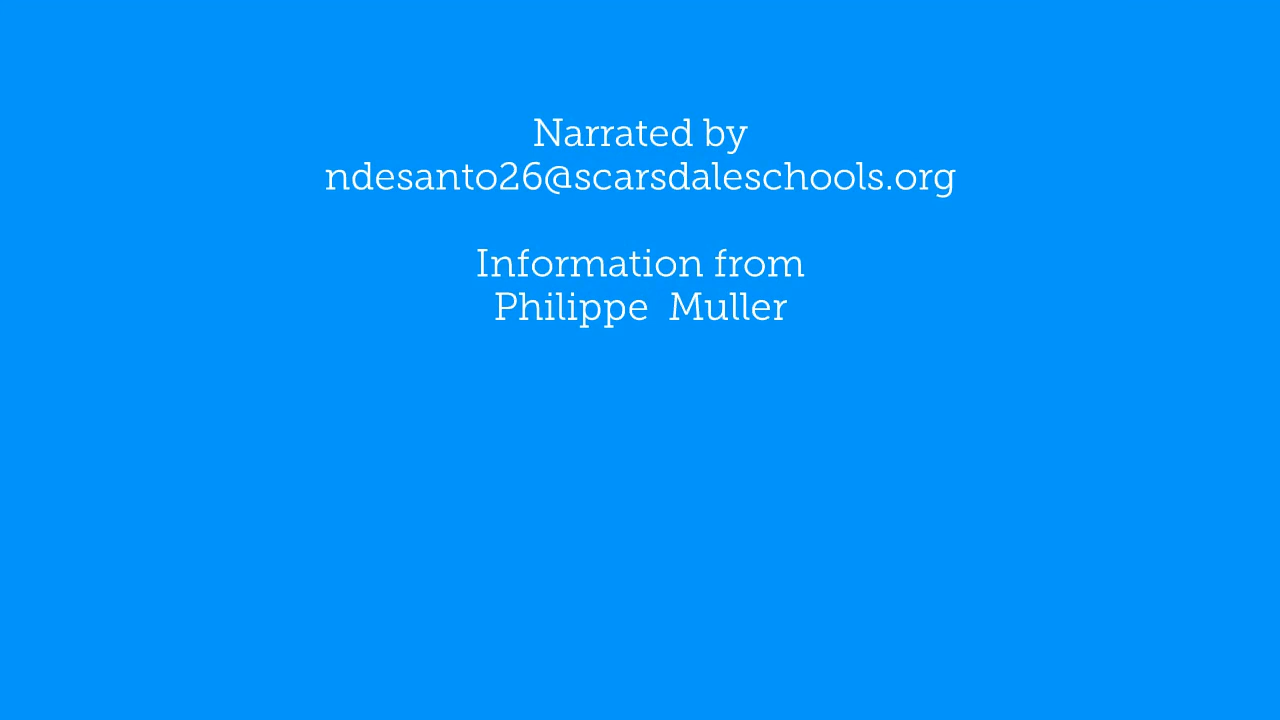 Narrated by
ndesanto26@scarsdaleschools.org
Information from
Philippe  Muller